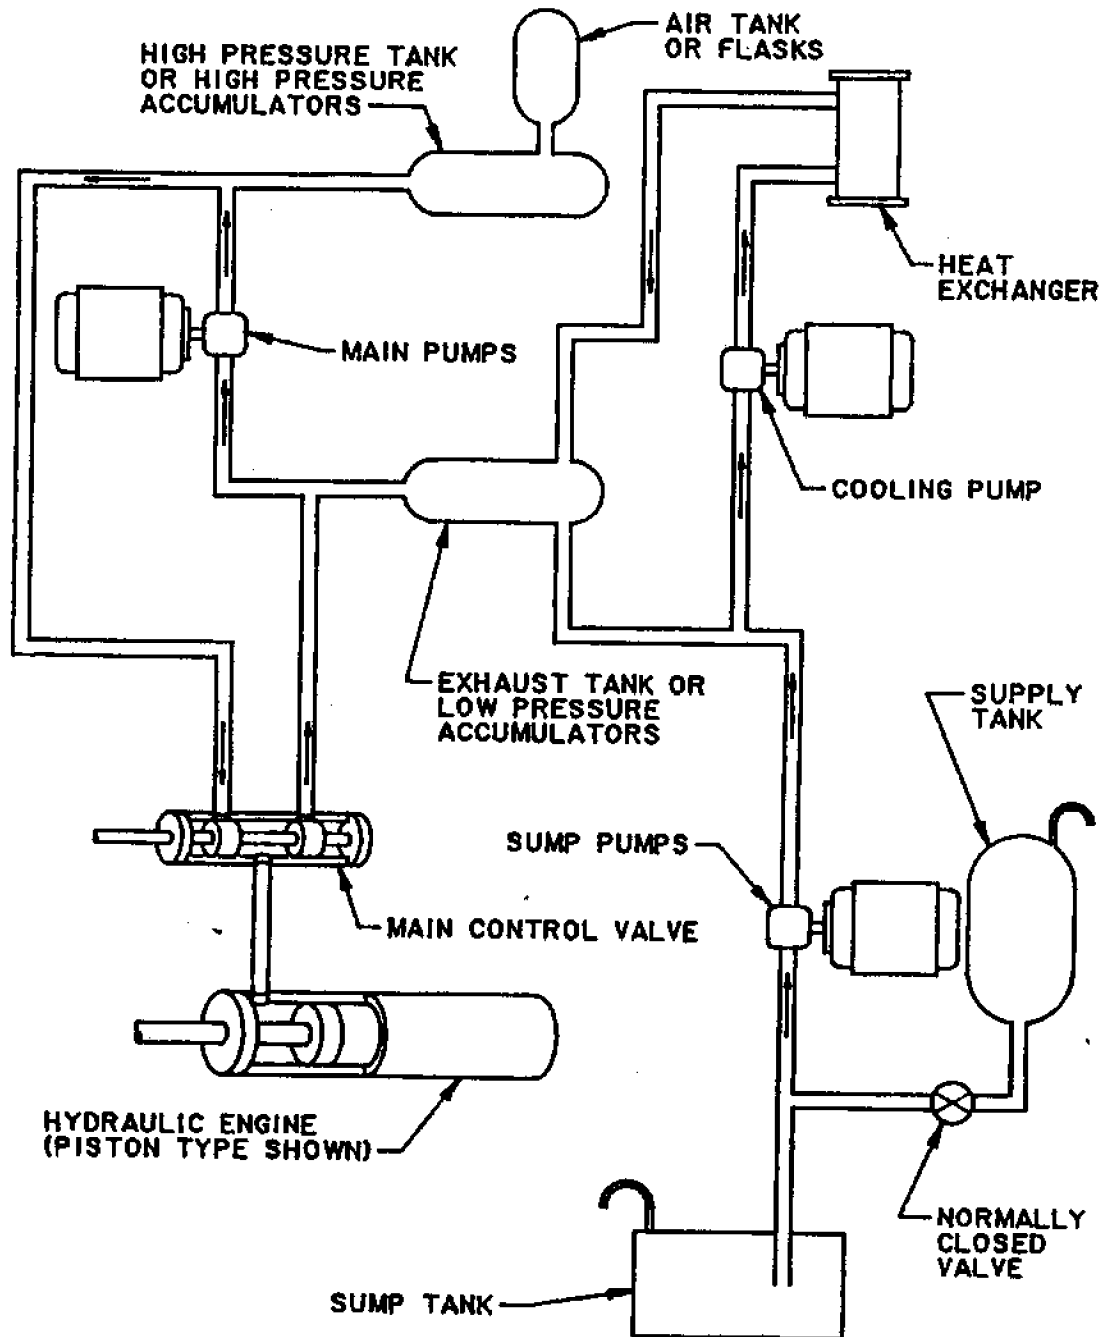 AIR TANK
OR FLASKS
HIGH PRESSURE TANK
OR HIGH PRESSURE
ACCUMULATORS
HEAT
EXCHANGER
MAIN PUMPS
COOLING PUMP
EXHAUST TANK OR
LOW PRESSURE
ACCUMULATORS
SUPPLY
TANK
SUMP PUMPS
MAIN CONTROL VALVE
HYDRAULIC ENGINE
(PISTON TYPE SHOWN)
NORMALLY
CLOSED
VALVE
SUMP TANK